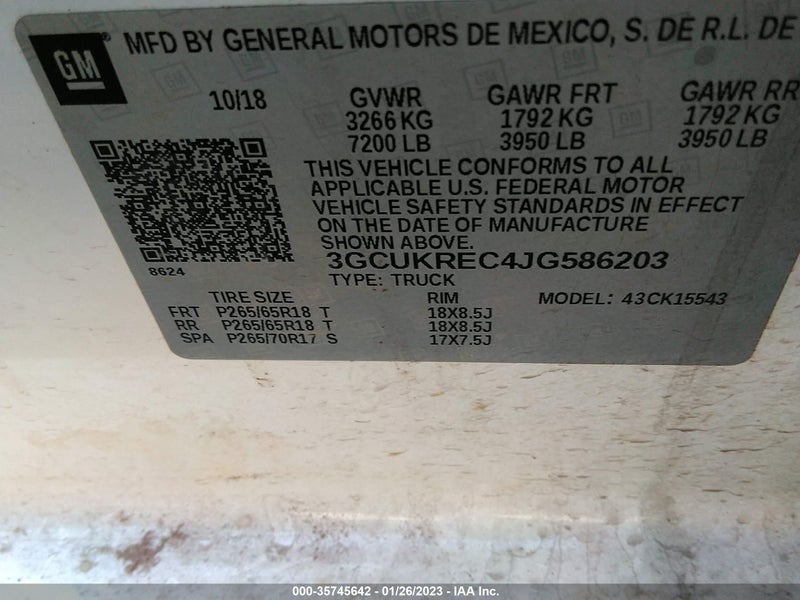 GM
MFD BY GENERAL MOTORS DE MEXICO, S. DE R.L. DE
10/18 GVWR GAWR FRT GAWR RR
3266 KG 1792 KG 1792 KG
7200 LB 3950 LB 3950 LB
THIS VEHICLE CONFORMS TO ALL
APPLICABLE U.S. FEDERAL MOTOR
VEHICLE SAFETY STANDARDS IN EFFECT
ON THE DATE OF MANUFACTURE
SHOWN ABOVE.
8624
3GCUKREC4JG586203
TYPE: TRUCK
TIRE SIZE RIM MODEL: 43CK15543
FRT P265/65R18 T 18X8.5J
RR P265/65R18 T 18X8.5J
SPA P265/70R17 S 17X7.5J
000-35745642 - 01/26/2023 - IAA Inc.